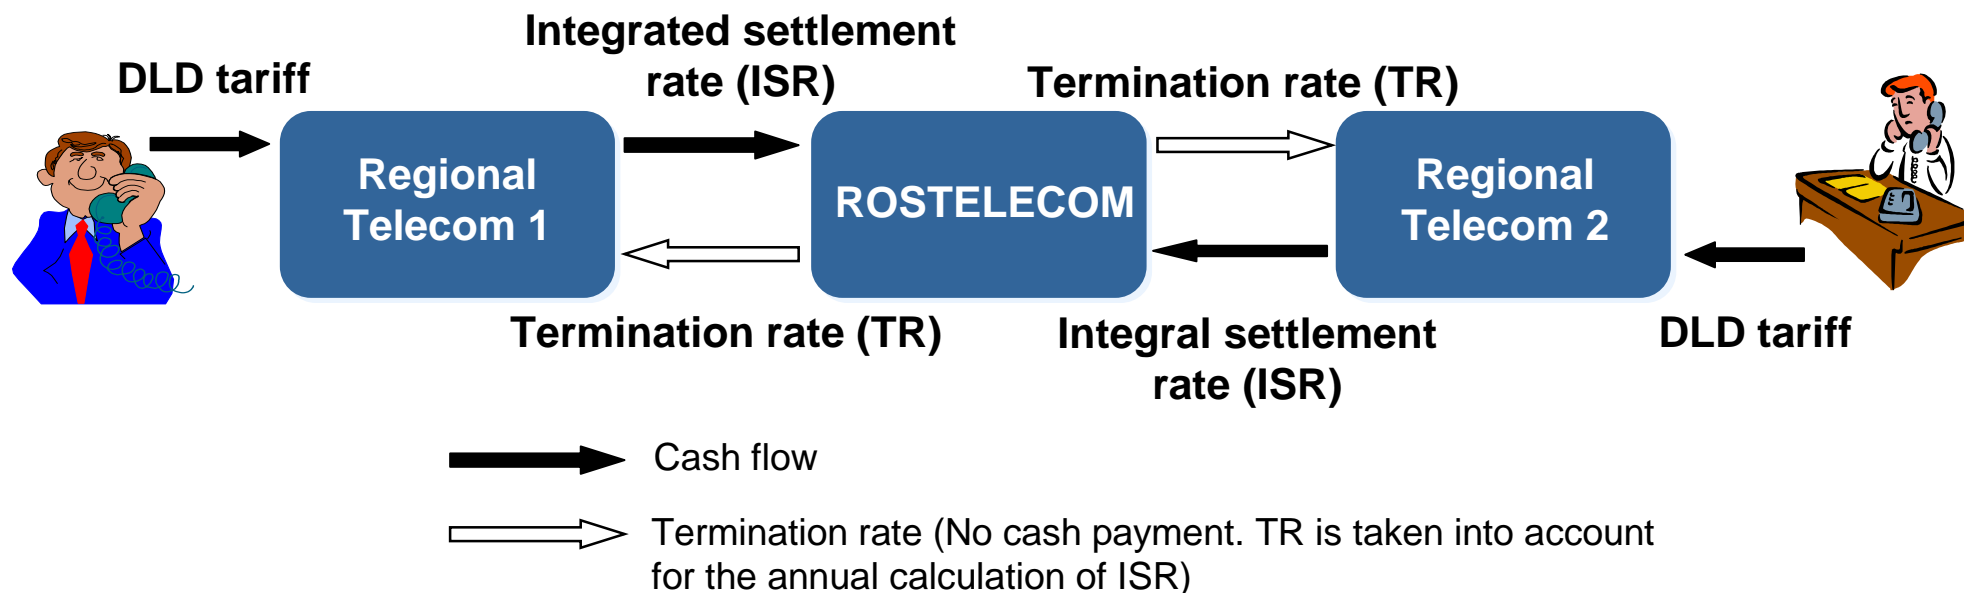 Integrated settlement
rate (ISR)
DLD tariff
Termination rate (TR)
Regional
Telecom 1
ROSTELECOM
Regional
Telecom 2
Termination rate (TR)
Integral settlement
rate (ISR)
DLD tariff
Cash flow
Termination rate (No cash payment. TR is taken into account
for the annual calculation of ISR)